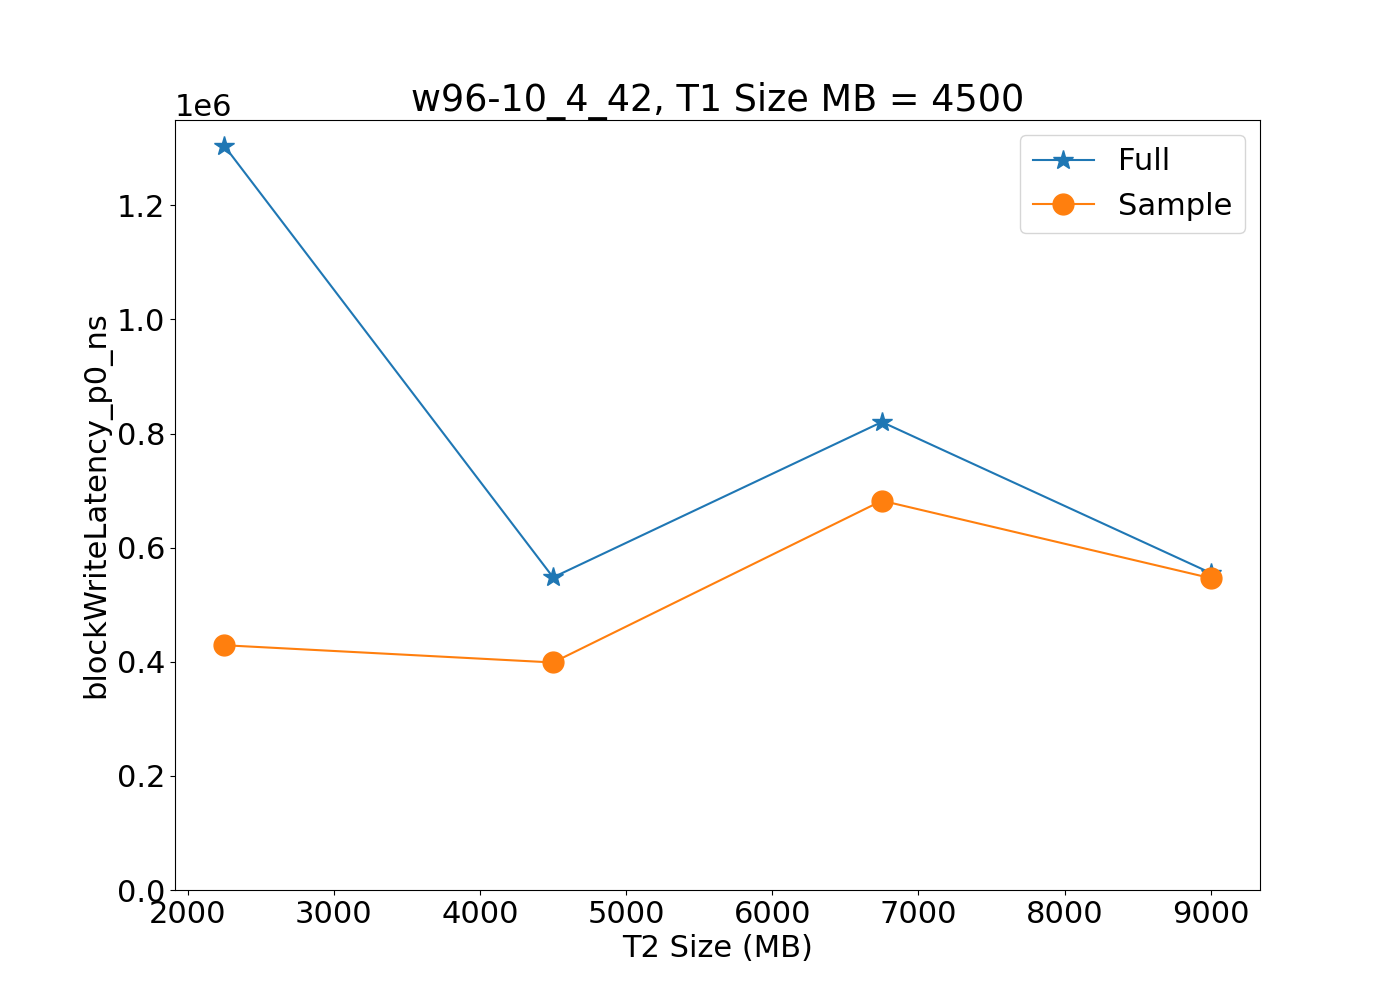 w96-10_4_42, T1 Size MB = 4500
1e6
Full
Sample
1.2
1.0
0.8
0.6
0.4
0.2
0.0
blockWriteLatency_p0_ns
2000 3000 4000 5000 6000 7000 8000 9000
T2 Size (MB)